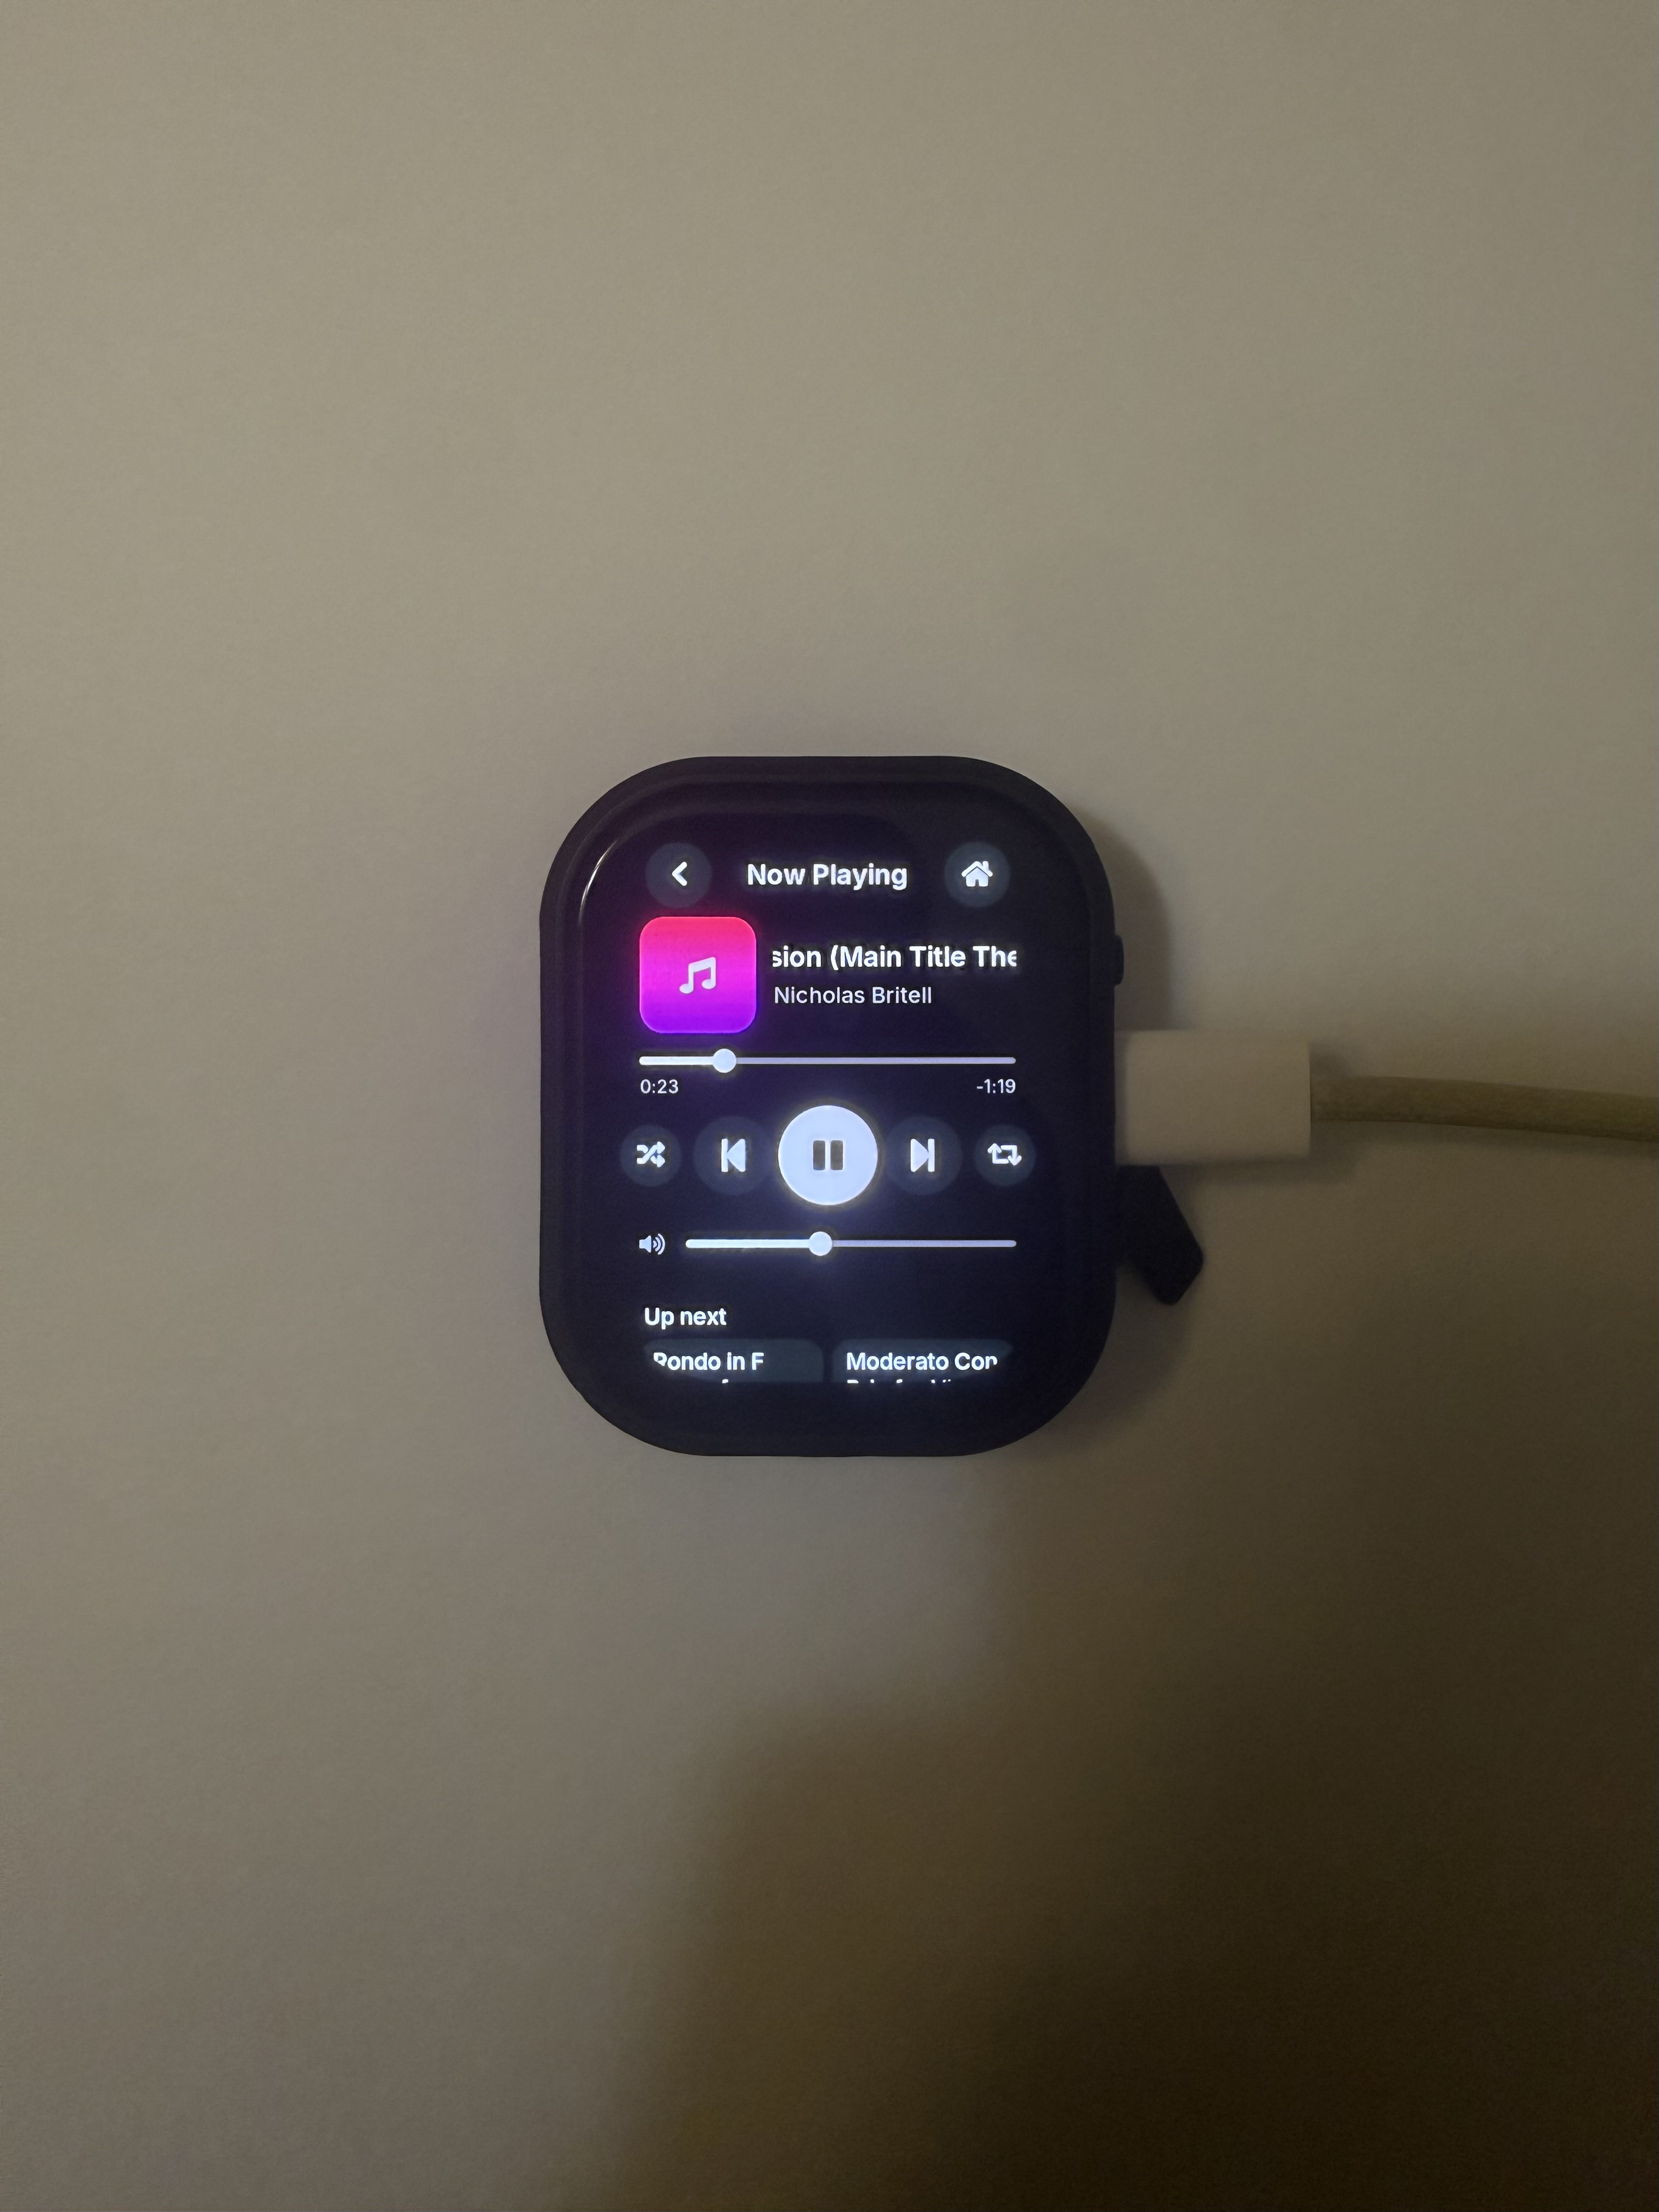 Now Playing
sion (Main Title The
Nicholas Britell
0:23
-1:19
Up next
Rondo in F
Moderato Con